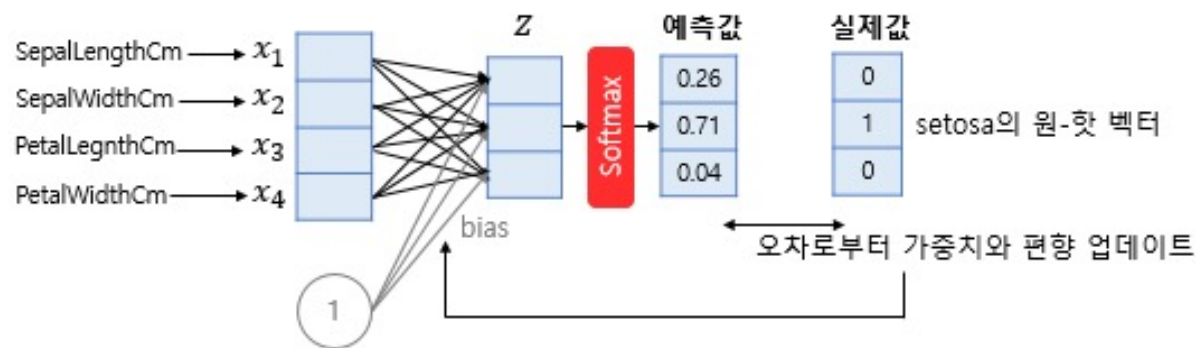 Z 예측값 실제값
SepalLengthCm x₁
SepalWidthCm x₂
PetalLegnthCm x₃
PetalWidthCm x₄
Softmax
0.26
0.71
0.04
0
1
0
setosa의 원-핫 벡터
bias
1
오차로부터 가중치와 편향 업데이트